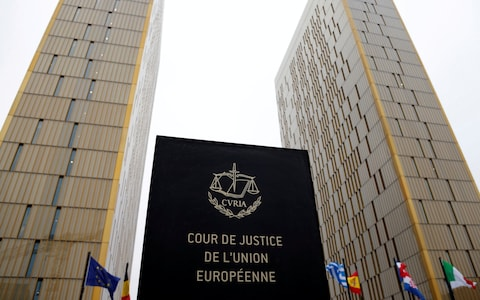 CVRIA
COUR DE JUSTICE
DE L'UNION
EUROPÉENNE